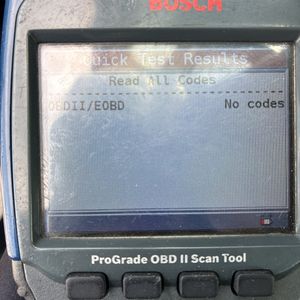 BOSCH
Quick Test Results
Read All Codes
OBDII/EOBD No codes
ProGrade OBD II Scan Tool